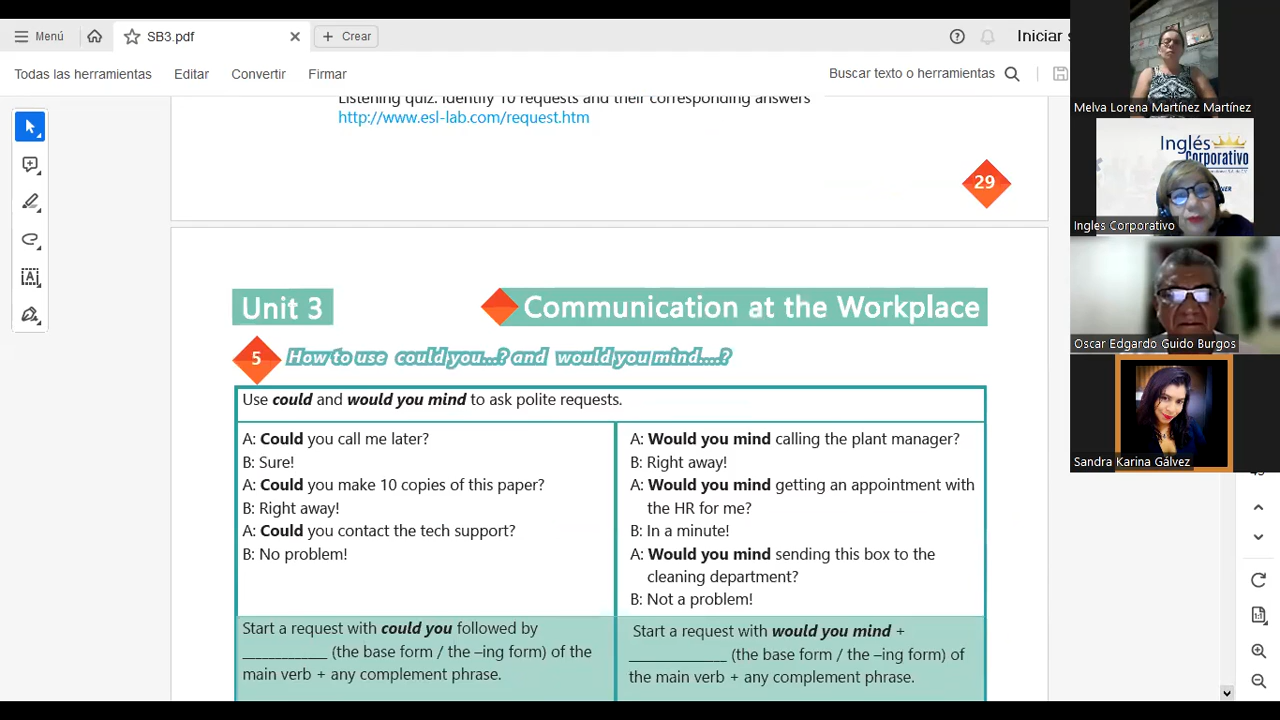 Menú
SB3.pdf
Crear
Iniciar s
Todas las herramientas
Editar
Convertir
Firmar
Buscar texto o herramientas
Listening quiz. Identify 10 requests and their corresponding answers
http://www.esl-lab.com/request.htm
29
Unit 3
Communication at the Workplace
5
How to use could you...? and would you mind....?
Use could and would you mind to ask polite requests.
A: Could you call me later?
B: Sure!
A: Could you make 10 copies of this paper?
B: Right away!
A: Could you contact the tech support?
B: No problem!
A: Would you mind calling the plant manager?
B: Right away!
A: Would you mind getting an appointment with
the HR for me?
B: In a minute!
A: Would you mind sending this box to the
cleaning department?
B: Not a problem!
Start a request with could you followed by
_____________ (the base form / the –ing form) of the
main verb + any complement phrase.
Start a request with would you mind +
_______________ (the base form / the –ing form) of
the main verb + any complement phrase.
Melva Lorena Martínez Martínez
Inglés
Corporativo
Ingles Corporativo
Oscar Edgardo Guido Burgos
Sandra Karina Gálvez